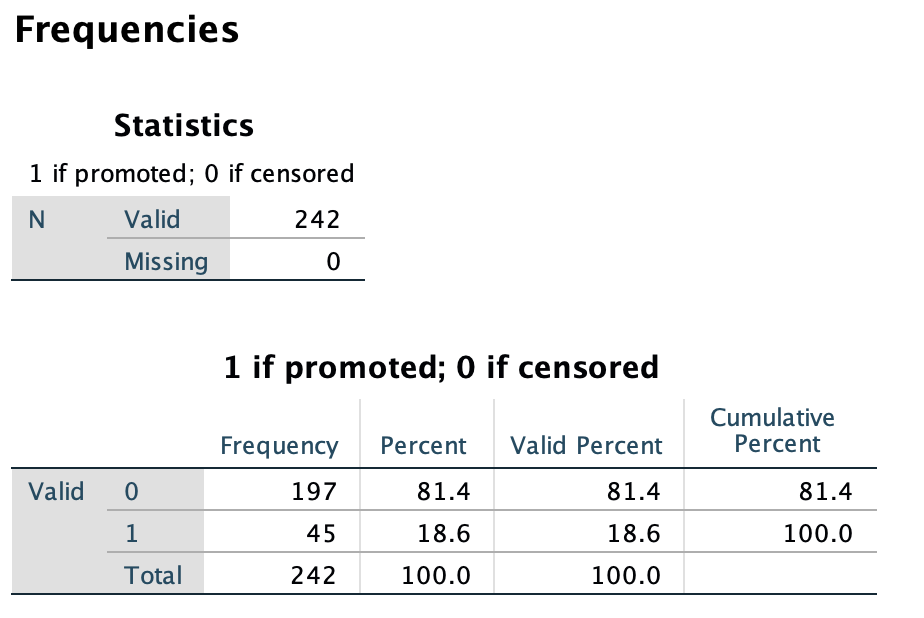 Frequencies
Statistics
1 if promoted; 0 if censored
N Valid 242
Missing 0
1 if promoted; 0 if censored
Frequency Percent Valid Percent Cumulative Percent
Valid 0 197 81.4 81.4 81.4
1 45 18.6 18.6 100.0
Total 242 100.0 100.0